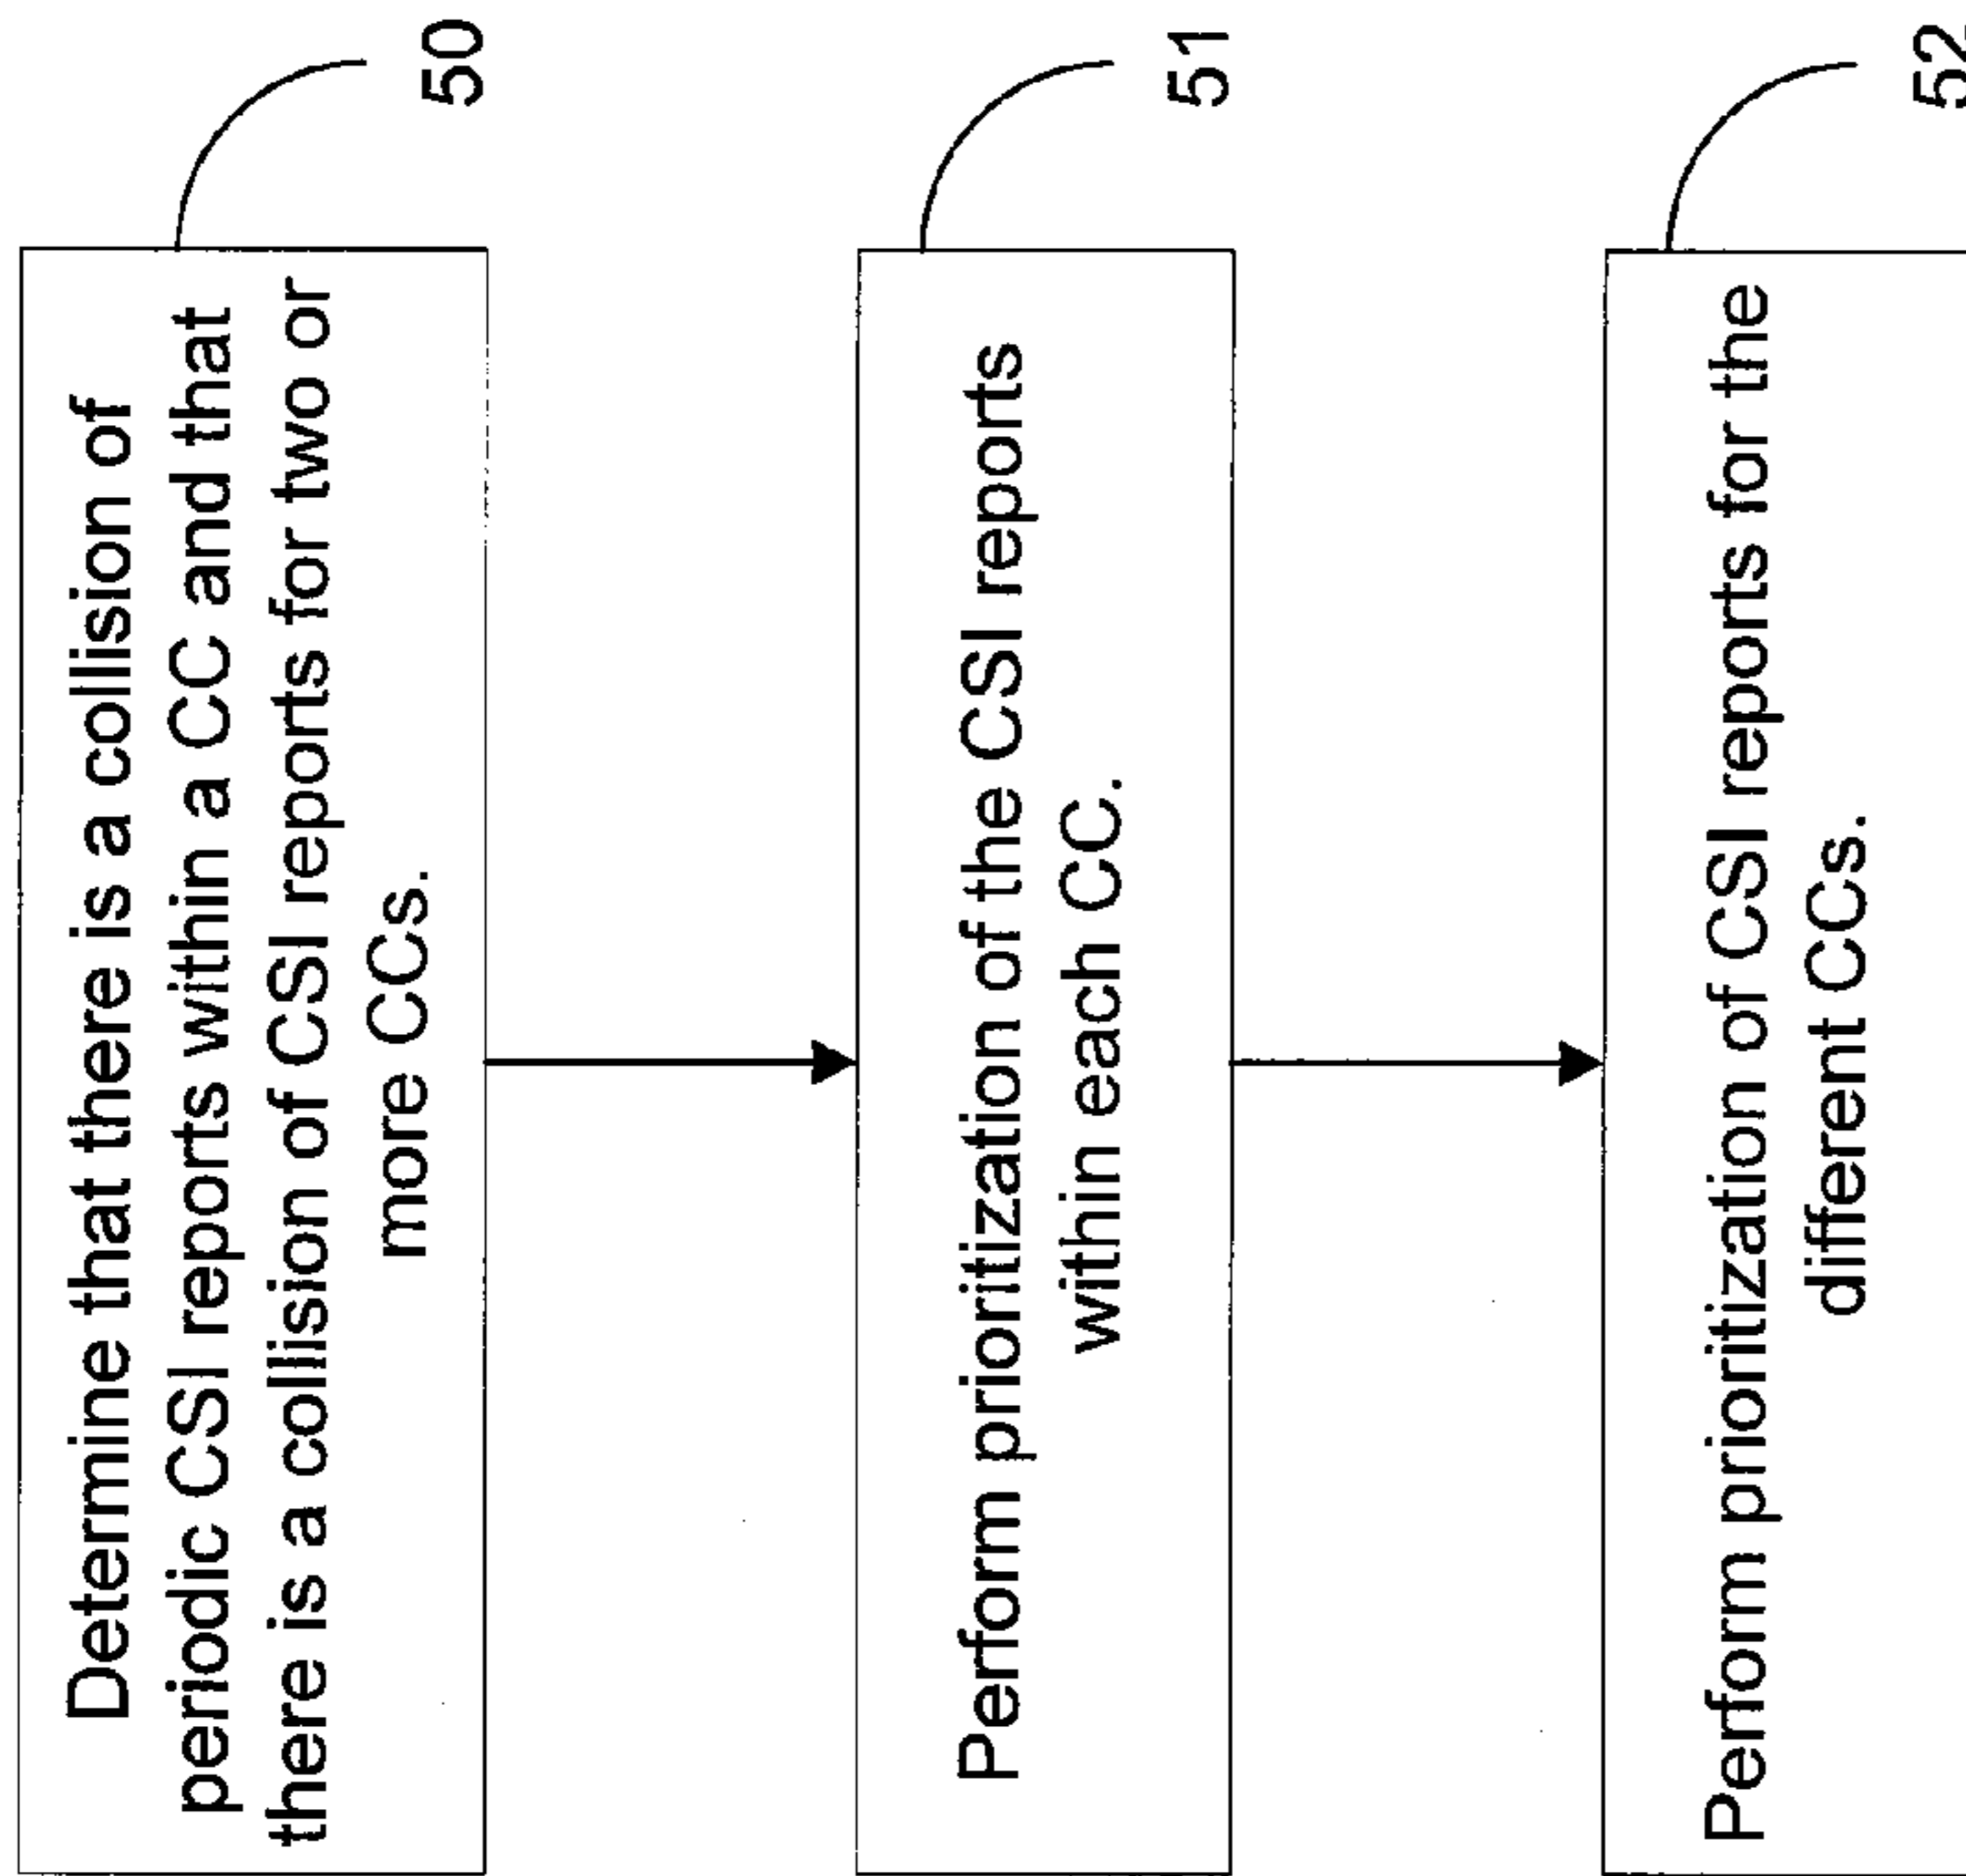 Determine that there is a collision of
periodic CSI reports within a CC and that
there is a collision of CSI reports for two or
more CCs.
50
Perform prioritization of the CSI reports
within each CC.
51
Perform prioritization of CSI reports for the
different CCs.
52